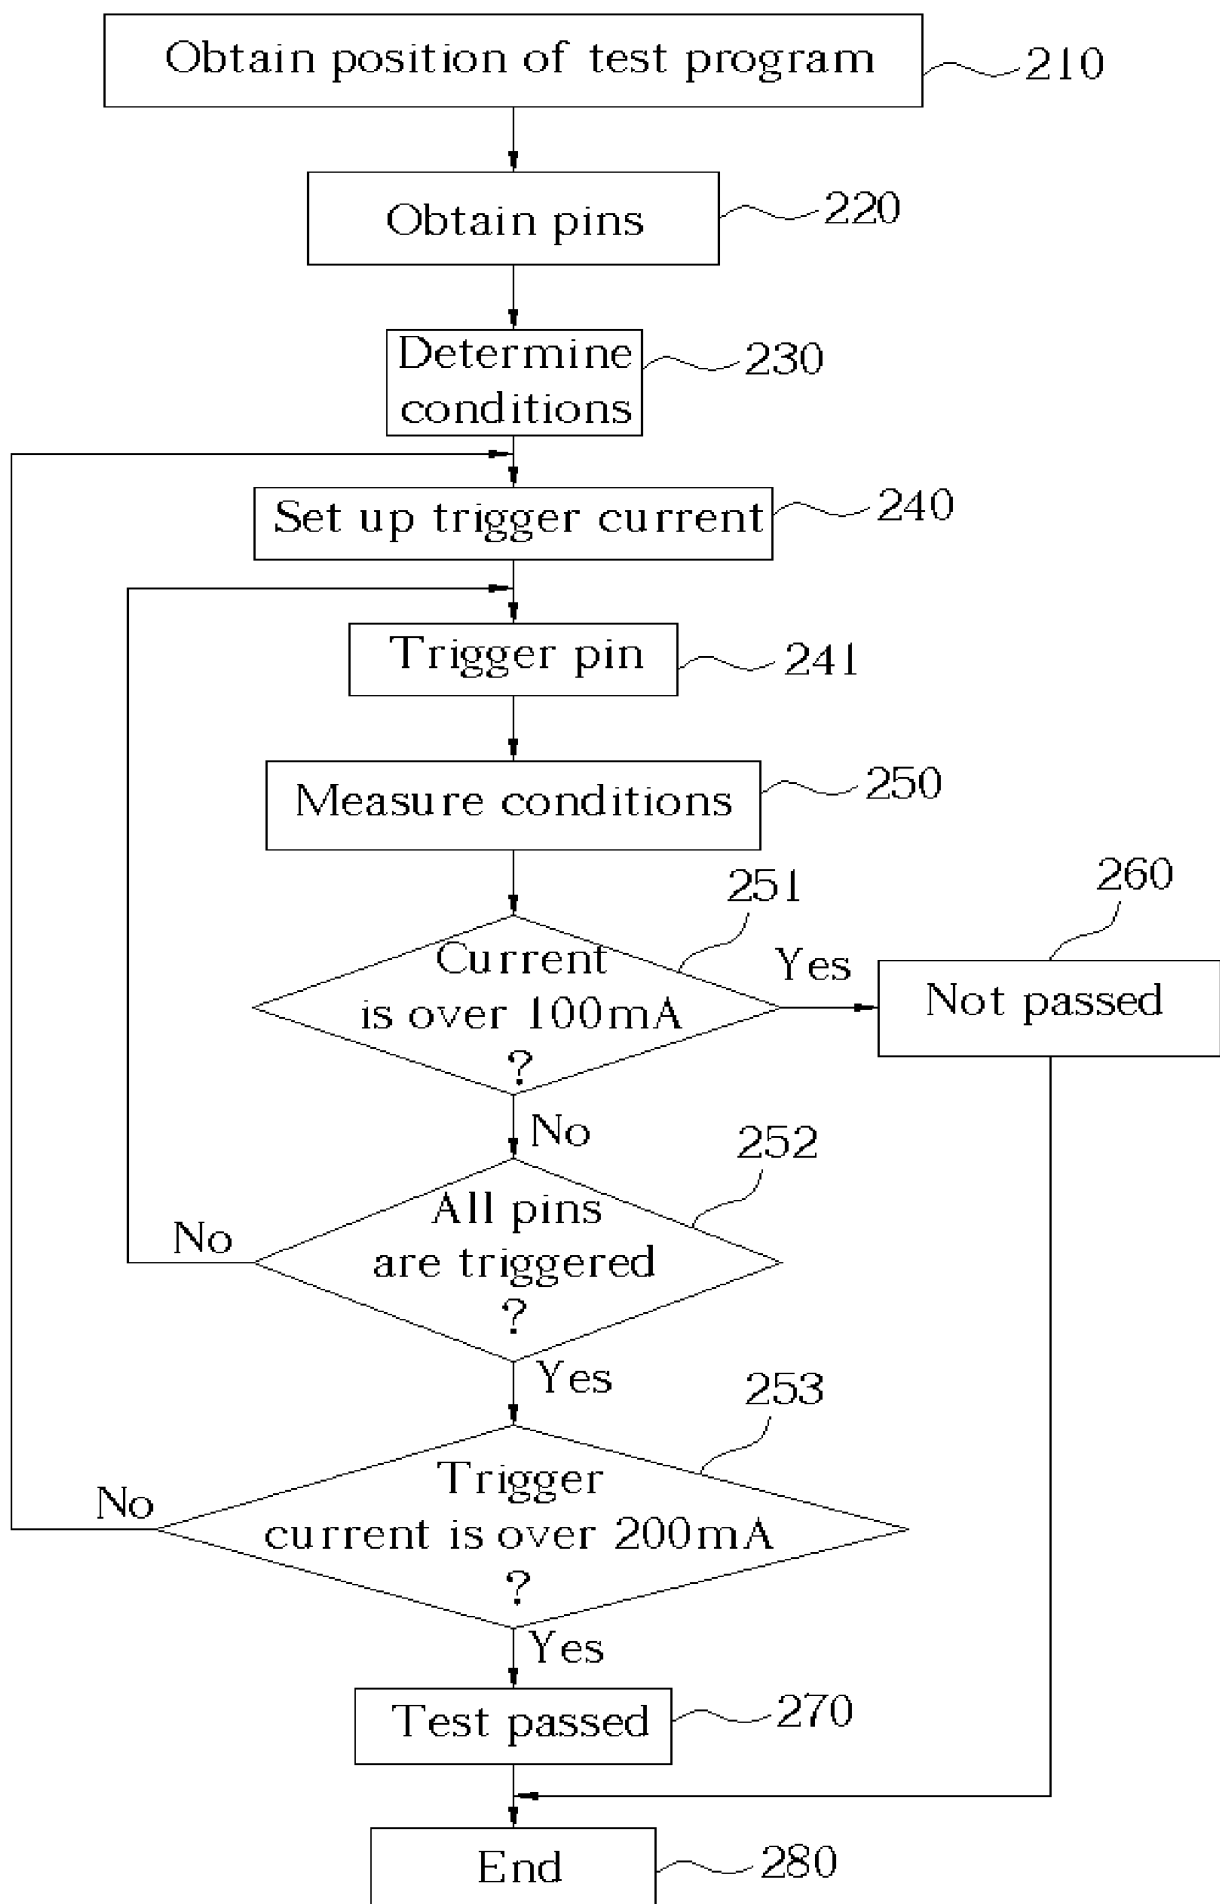 Obtain position of test program
210
Obtain pins
220
Determine
conditions
230
Set up trigger current
240
Trigger pin
241
Measure conditions
250
251
260
Current
is over 100mA
?
Yes
Not passed
No
252
All pins
are triggered
?
No
Yes
253
Trigger
current is over 200mA
?
No
Yes
Test passed
270
End
280